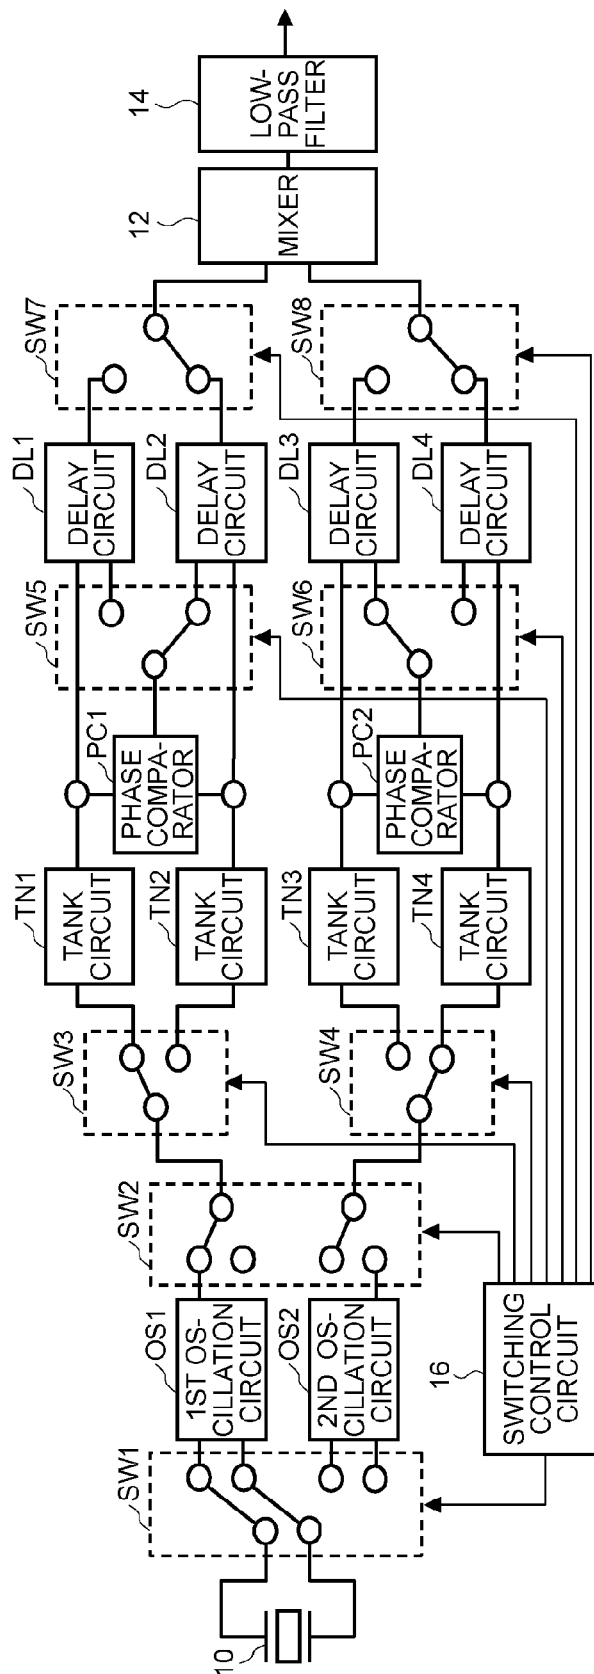 10
SW1
OS1
1ST OS-
CILLATION
CIRCUIT
OS2
2ND OS-
CILLATION
CIRCUIT
16
SWITCHING
CONTROL
CIRCUIT
SW2
SW3
SW4
TN1
TANK
CIRCUIT
TN2
TANK
CIRCUIT
TN3
TANK
CIRCUIT
TN4
TANK
CIRCUIT
PC1
PHASE
COMPA-
RATOR
PC2
PHASE
COMPA-
RATOR
SW5
SW6
DL1
DELAY
CIRCUIT
DL2
DELAY
CIRCUIT
DL3
DELAY
CIRCUIT
DL4
DELAY
CIRCUIT
SW7
SW8
12
MIXER
14
LOW-
PASS
FILTER